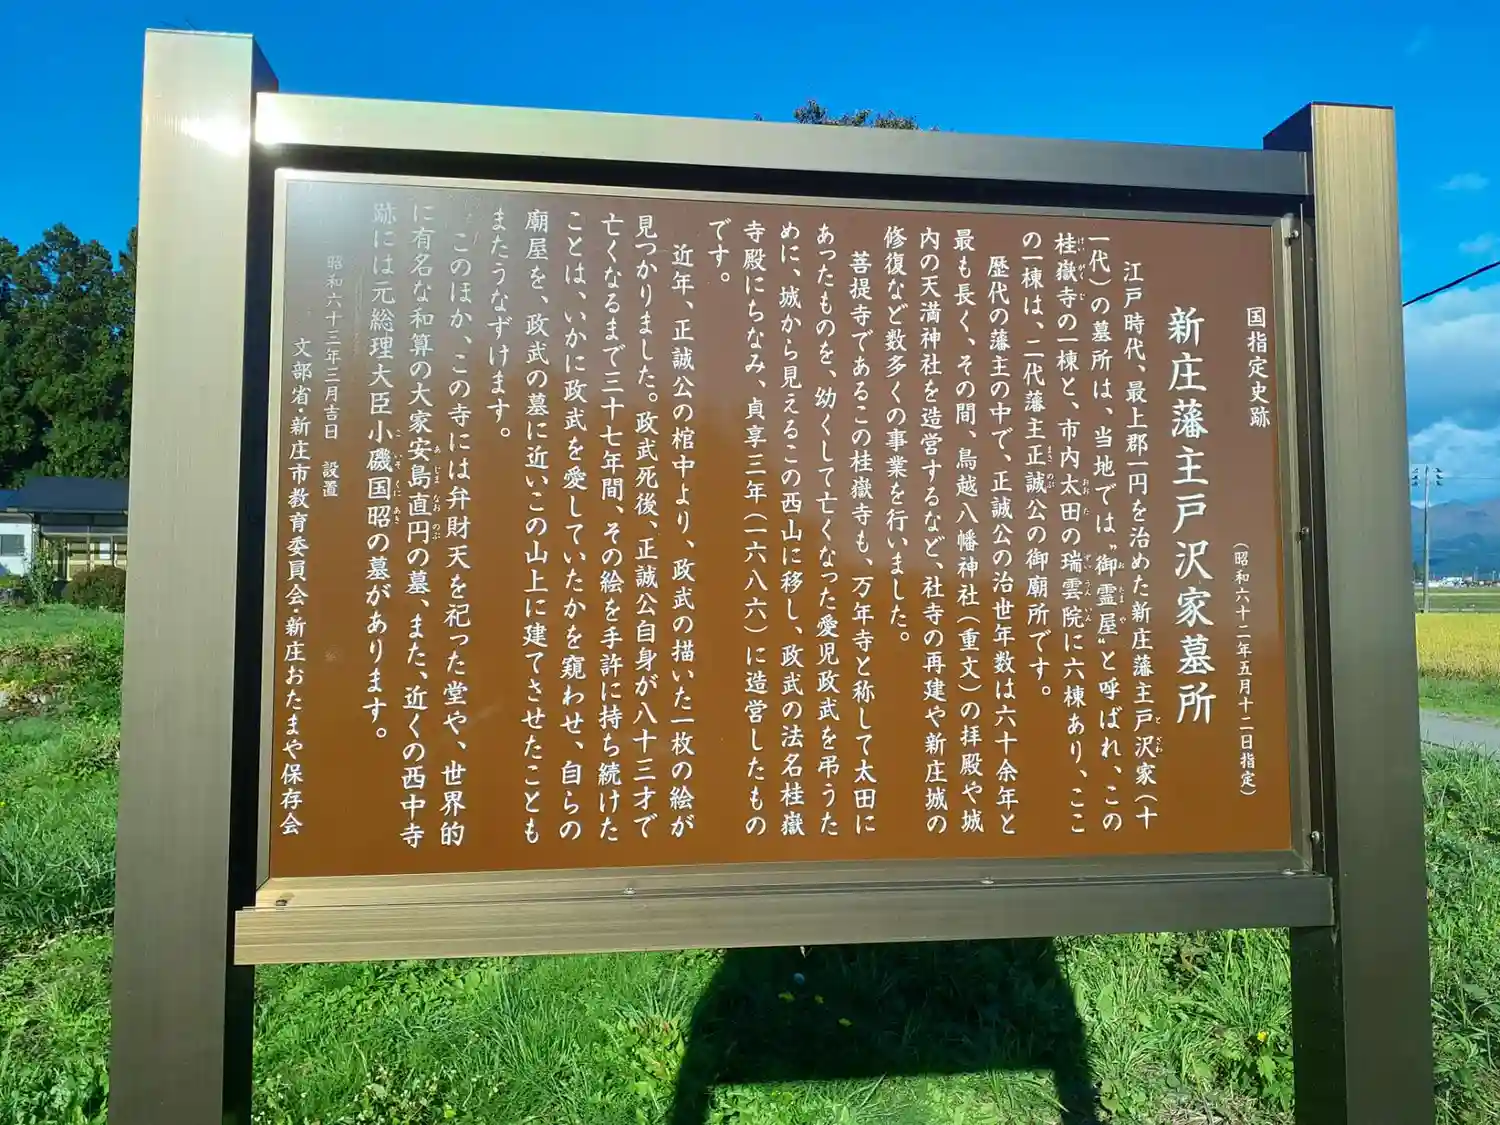 国指定史跡
（昭和六十二年五月十二日指定）
新庄藩主戸沢家墓所
江戸時代、最上郡一円を治めた新庄藩主戸沢家（十
一代）の墓所は、当地では〝御霊屋〟と呼ばれ、この
桂嶽寺の一棟と、市内太田の瑞雲院に六棟あり、ここ
の一棟は、二代藩主正誠公の御廟所です。
歴代の藩主の中で、正誠公の治世年数は六十余年と
最も長く、その間、鳥越八幡神社（重文）の拝殿や城
内の天満神社を造営するなど、社寺の再建や新庄城の
修復など数多くの事業を行いました。
菩提寺であるこの桂嶽寺も、万年寺と称して太田に
あったものを、幼くして亡くなった愛児政武を弔うた
めに、城から見えるこの西山に移し、政武の法名桂嶽
寺殿にちなみ、貞享三年（一六八六）に造営したもの
です。
近年、正誠公の棺中より、政武の描いた一枚の絵が
見つかりました。政武死後、正誠公自身が八十三才で
亡くなるまで三十七年間、その絵を手許に持ち続けた
ことは、いかに政武を愛していたかを窺わせ、自らの
廟屋を、政武の墓に近いこの山上に建てさせたことも
またうなずけます。
このほか、この寺には弁財天を祀った堂や、世界的
に有名な和算の大家安島直円の墓、また、近くの西中寺
跡には元総理大臣小磯国昭の墓があります。
昭和六十三年三月吉日　設置
文部省・新庄市教育委員会・新庄おたまや保存会